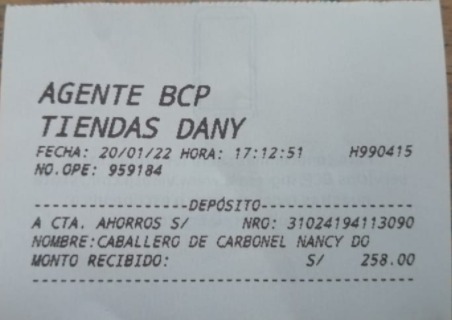 AGENTE BCP
TIENDAS DANY
FECHA: 20/01/22 HORA: 17:12:51 H990415
NO.OPE: 959184
--------------------DEPÓSITO--------------------
A CTA. AHORROS S/ NRO: 31024194113090
NOMBRE:CABALLERO DE CARBONEL NANCY DO
MONTO RECIBIDO: S/ 258.00
------------------------------------------------